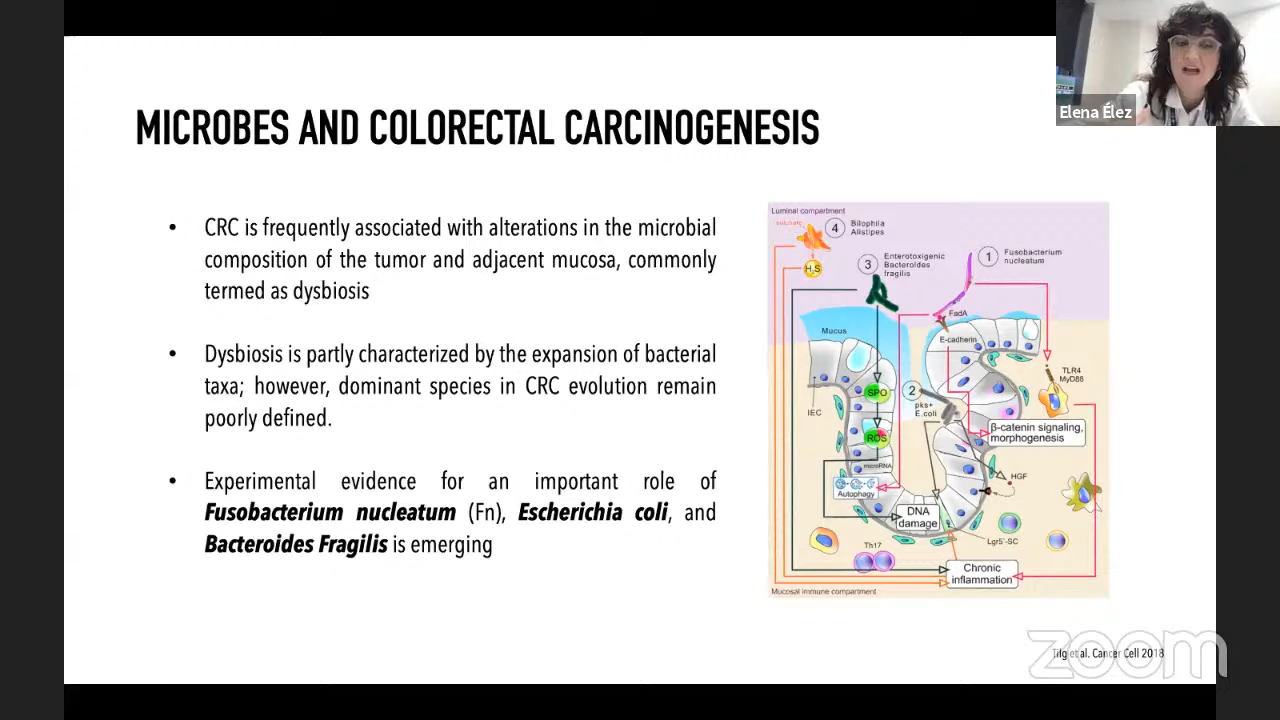 Elena Élez
MICROBES AND COLORECTAL CARCINOGENESIS
• CRC is frequently associated with alterations in the microbial
composition of the tumor and adjacent mucosa, commonly
termed as dysbiosis
• Dysbiosis is partly characterized by the expansion of bacterial
taxa; however, dominant species in CRC evolution remain
poorly defined.
• Experimental evidence for an important role of
Fusobacterium nucleatum (Fn), Escherichia coli, and
Bacteroides Fragilis is emerging
Luminal compartment
4
Bilophila
Alistipes
H2S
3
Enterotoxigenic
Bacteroides
fragilis
1
Fusobacterium
nucleatum
FadA
Mucus
E-cadherin
TLR4
MyD88
SPO
2
pks+
E.coli
IEC
ROS
β-catenin signaling,
morphogenesis
microRNA
HGF
Autophagy
DNA
damage
Lgr5+-SC
Th17
Chronic
inflammation
Mucosal immune compartment
Tilg et al. Cancer Cell 2018
zoom